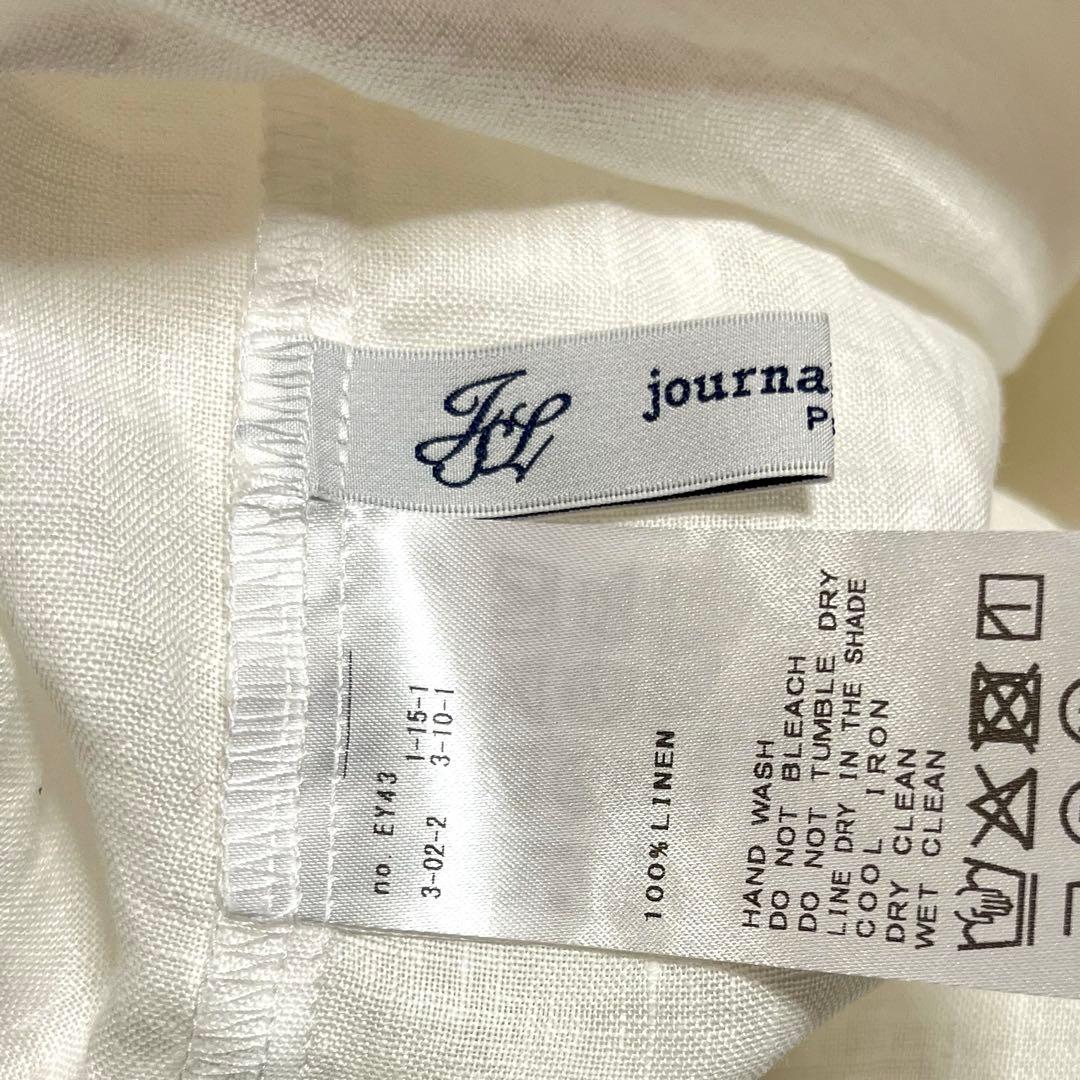 JSL
journa
P
no EY43
3-02-2 1-15-1
3-10-1
100%LINEN
HAND WASH
DO NOT BLEACH
DO NOT TUMBLE DRY
LINE DRY IN THE SHADE
COOL IRON
DRY CLEAN
WET CLEAN